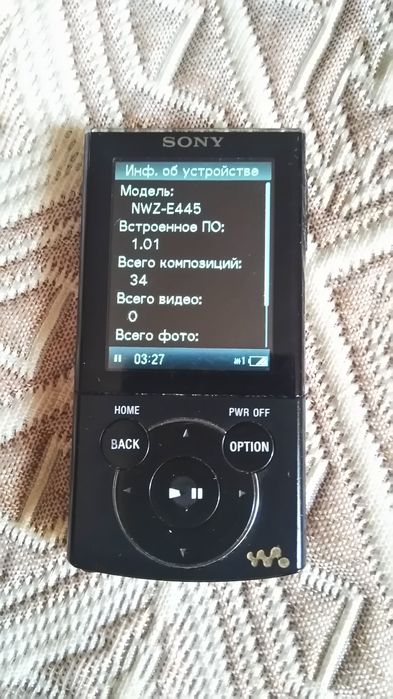 SONY
Инф. об устройстве
Модель:
NWZ-E445
Встроенное ПО:
1.01
Всего композиций:
34
Всего видео:
0
Всего фото:
03:27
1
HOME
PWR OFF
BACK
OPTION